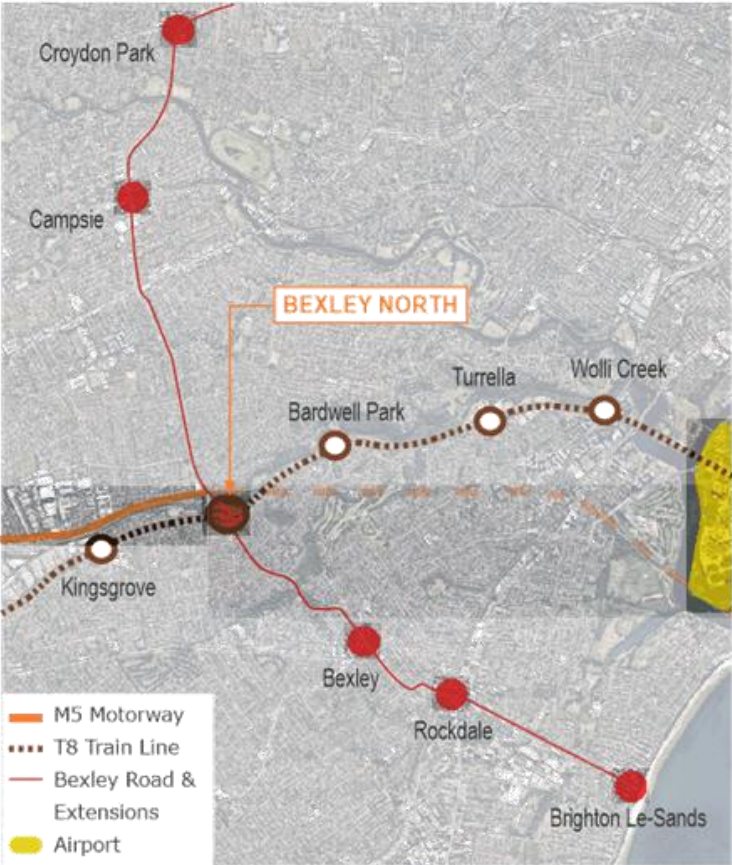 Croydon Park
Campsie
BEXLEY NORTH
Wolli Creek
Turrella
Bardwell Park
Kingsgrove
Bexley
Rockdale
Brighton Le-Sands
M5 Motorway
T8 Train Line
Bexley Road &
Extensions
Airport